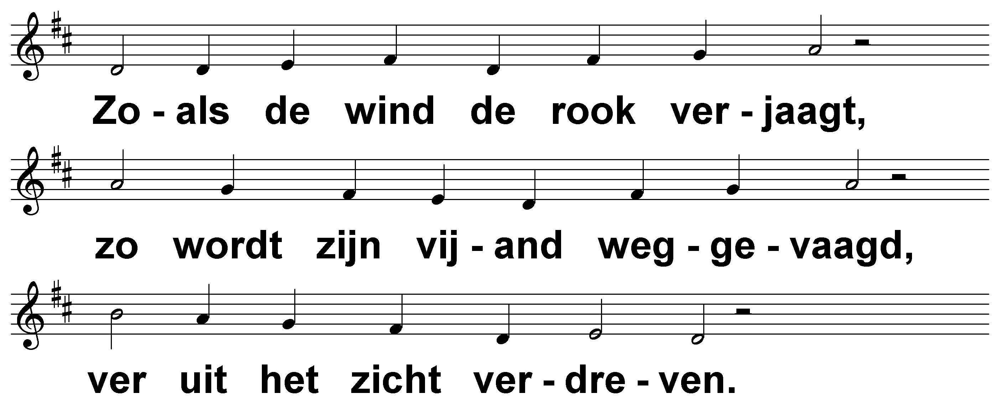 Zo - als de wind de rook ver - jaagt,
zo wordt zijn vij - and weg - ge - vaagd,
ver uit het zicht ver - dre - ven.